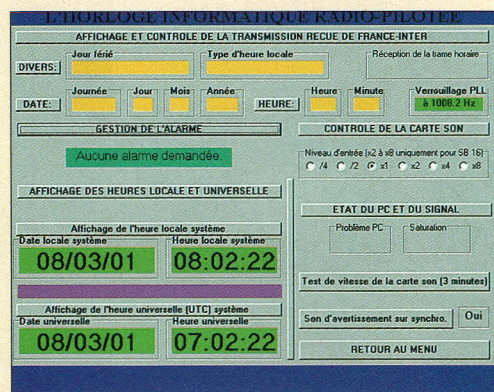 L'HORLOGE INFORMATIQUE RADIO-PILOTEE
AFFICHAGE ET CONTROLE DE LA TRANSMISSION RECUE DE FRANCE-INTER
Jour férié Type d'heure locale Réception de la trame horaire
DIVERS:
Journée Jour Mois Année Heure Minute Verrouillage PLL
DATE: HEURE: à 1008.2 Hz
GESTION DE L'ALARME
Aucune alarme demandée.
AFFICHAGE DES HEURES LOCALE ET UNIVERSELLE
Affichage de l'heure locale système
Date locale système Heure locale système
08/03/01 08:02:22
Affichage de l'heure universelle (UTC) système
Date universelle Heure universelle
08/03/01 07:02:22
CONTROLE DE LA CARTE SON
Niveau d'entrée (x2 à x8 uniquement pour SB 16)
/4 /2 x1 x2 x4 x8
ETAT DU PC ET DU SIGNAL
Problème PC Saturation
Test de vitesse de la carte son (3 minutes)
Son d'avertissement sur synchro. Oui
RETOUR AU MENU